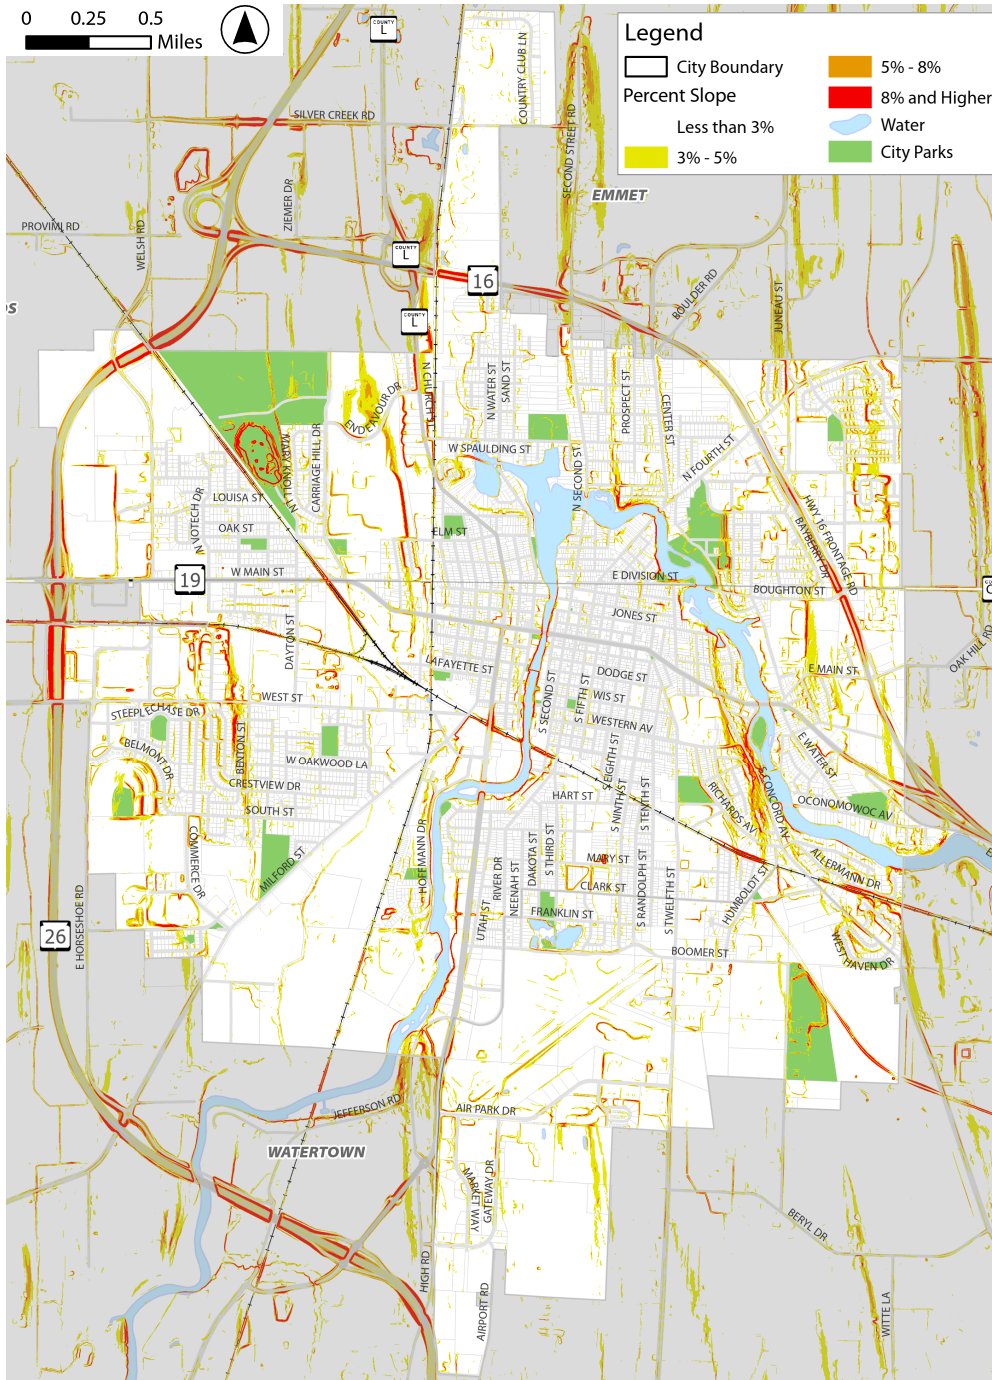 0 0.25 0.5
Miles
COUNTY
L
Legend
City Boundary
Percent Slope
Less than 3%
3% - 5%
5% - 8%
8% and Higher
Water
City Parks
COUNTRY CLUB LN
SILVER CREEK RD
SECOND STREET RD
EMMET
ZIEMER DR
WELSH RD
PROVIMI RD
COUNTY
L
16
BOULDER RD
JUNEAU ST
COUNTY
L
N CHURCH ST
N WATER ST
SAND ST
PROSPECT ST
CENTER ST
ENDEAVOUR DR
MARY KNOLL LN
CARRIAGE HILL DR
W SPAULDING ST
N SECOND ST
N FOURTH ST
LOUISA ST
N VOTECH DR
OAK ST
ELM ST
HWY 16 FRONTAGE RD
BAYBERRY DR
W MAIN ST
19
E DIVISION ST
BOUGHTON ST
JONES ST
DAYTON ST
LAFAYETTE ST
DODGE ST
E MAIN ST
OAK HILL RD
WEST ST
WIS ST
S SECOND ST
S FIFTH ST
WESTERN AV
STEEPLECHASE DR
BELMONT DR
BENTON ST
W OAKWOOD LA
CRESTVIEW DR
SOUTH ST
S EIGHTH ST
S NINTH ST
S TENTH ST
HART ST
RICHARDS AV
S CONCORD AV
E WATER ST
OCONOMOWOC AV
COMMERCE DR
MILFORD ST
HOFFMANN DR
DAKOTA ST
S THIRD ST
MARY ST
CLARK ST
RIVER DR
NEENAH ST
UTAH ST
FRANKLIN ST
S RANDOLPH ST
S TWELFTH ST
HUMBOLDT ST
ALLERMANN DR
WEST HAVEN DR
BOOMER ST
E HORSESHOE RD
26
JEFFERSON RD
AIR PARK DR
WATERTOWN
MARKET WAY
GATEWAY DR
HIGH RD
AIRPORT RD
BERYL DR
WITTE LA